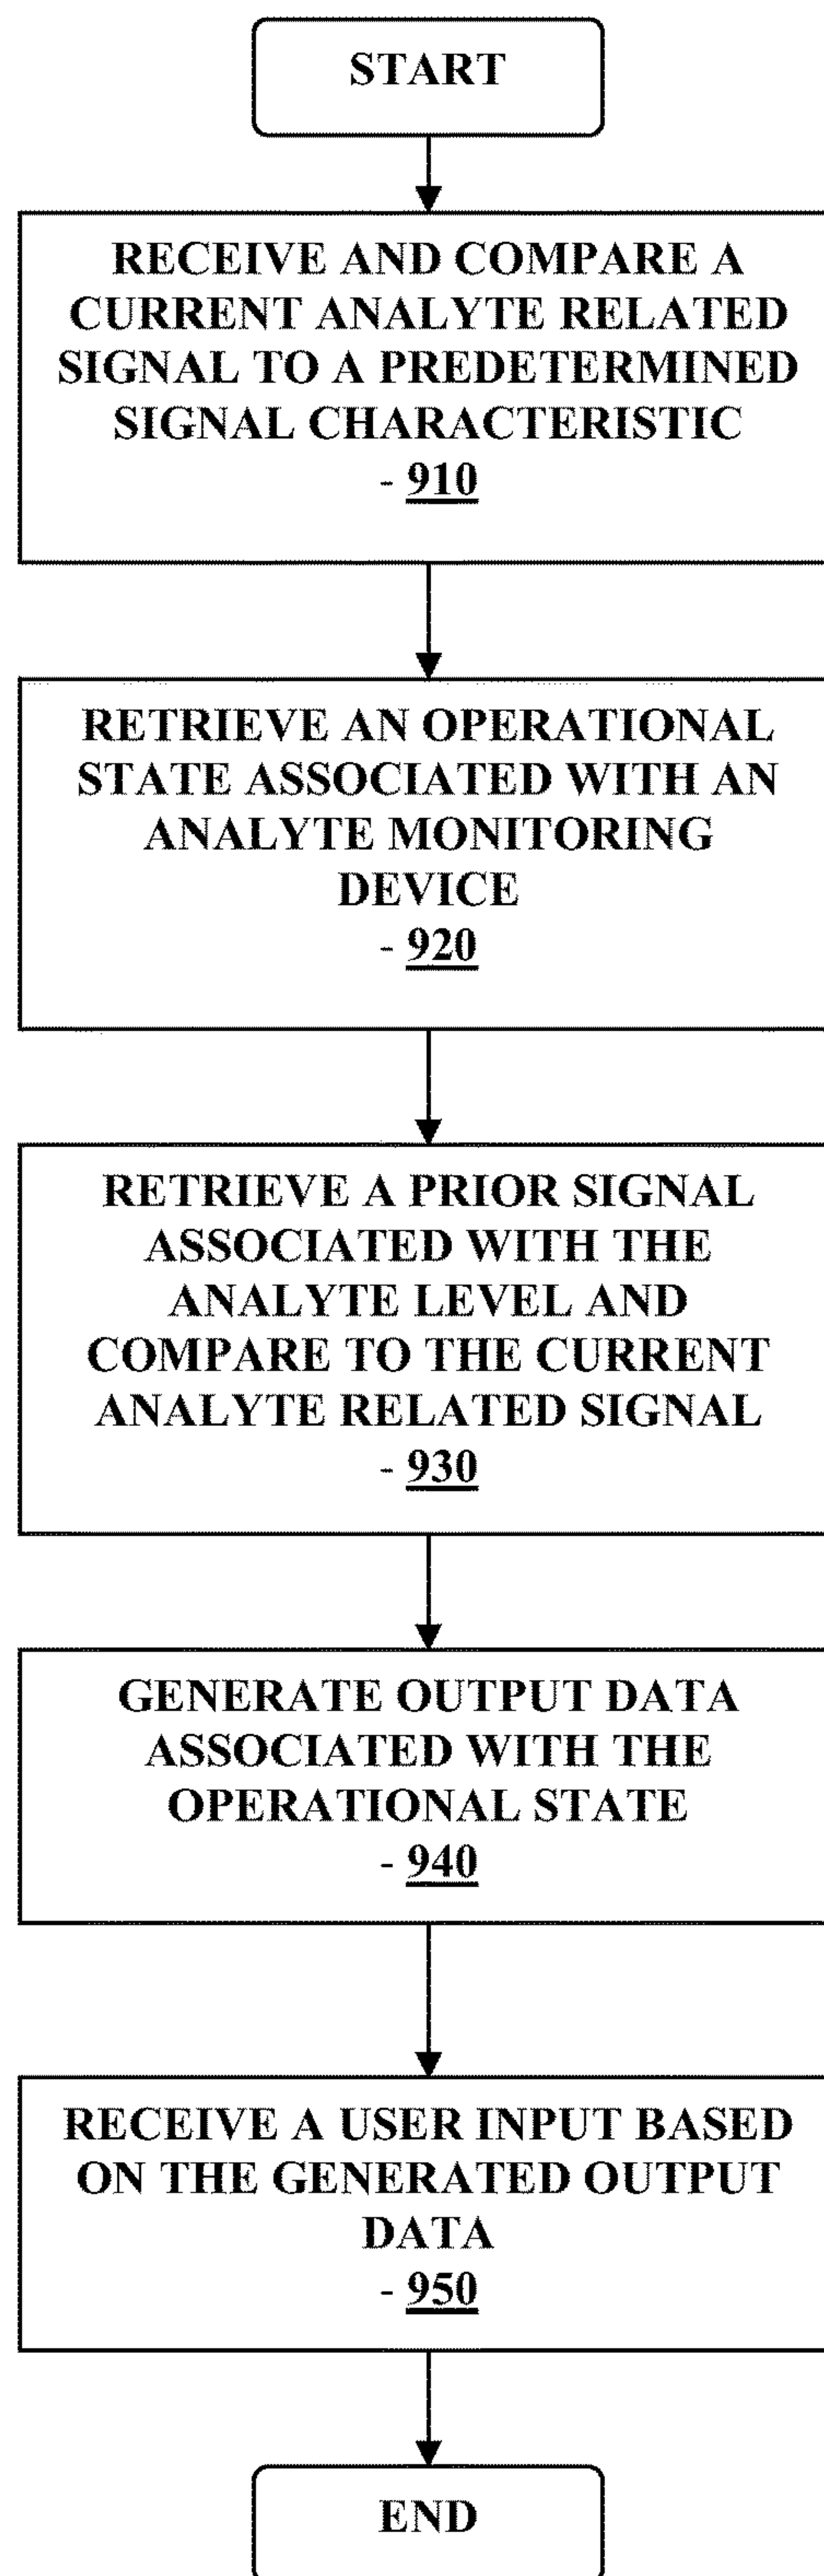 START
RECEIVE AND COMPARE A
CURRENT ANALYTE RELATED
SIGNAL TO A PREDETERMINED
SIGNAL CHARACTERISTIC
- 910
RETRIEVE AN OPERATIONAL
STATE ASSOCIATED WITH AN
ANALYTE MONITORING
DEVICE
- 920
RETRIEVE A PRIOR SIGNAL
ASSOCIATED WITH THE
ANALYTE LEVEL AND
COMPARE TO THE CURRENT
ANALYTE RELATED SIGNAL
- 930
GENERATE OUTPUT DATA
ASSOCIATED WITH THE
OPERATIONAL STATE
- 940
RECEIVE A USER INPUT BASED
ON THE GENERATED OUTPUT
DATA
- 950
END